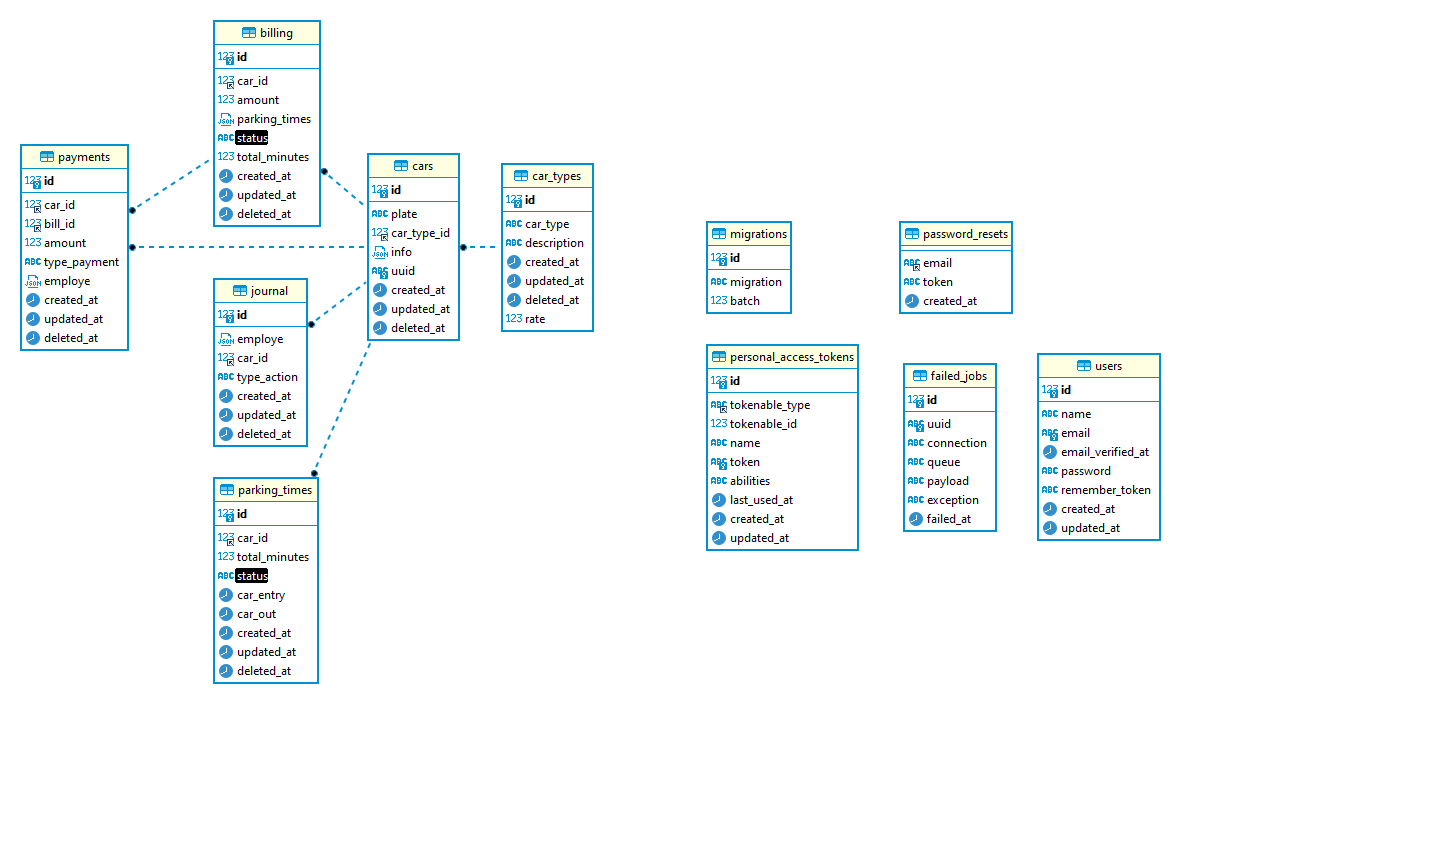 billing
id
car_id
amount
parking_times
status
total_minutes
created_at
updated_at
deleted_at
payments
id
car_id
bill_id
amount
type_payment
employe
created_at
updated_at
deleted_at
cars
id
plate
car_type_id
info
uuid
created_at
updated_at
deleted_at
car_types
id
car_type
description
created_at
updated_at
deleted_at
rate
journal
id
employe
car_id
type_action
created_at
updated_at
deleted_at
parking_times
id
car_id
total_minutes
status
car_entry
car_out
created_at
updated_at
deleted_at
migrations
id
migration
batch
password_resets
email
token
created_at
personal_access_tokens
id
tokenable_type
tokenable_id
name
token
abilities
last_used_at
created_at
updated_at
failed_jobs
id
uuid
connection
queue
payload
exception
failed_at
users
id
name
email
email_verified_at
password
remember_token
created_at
updated_at